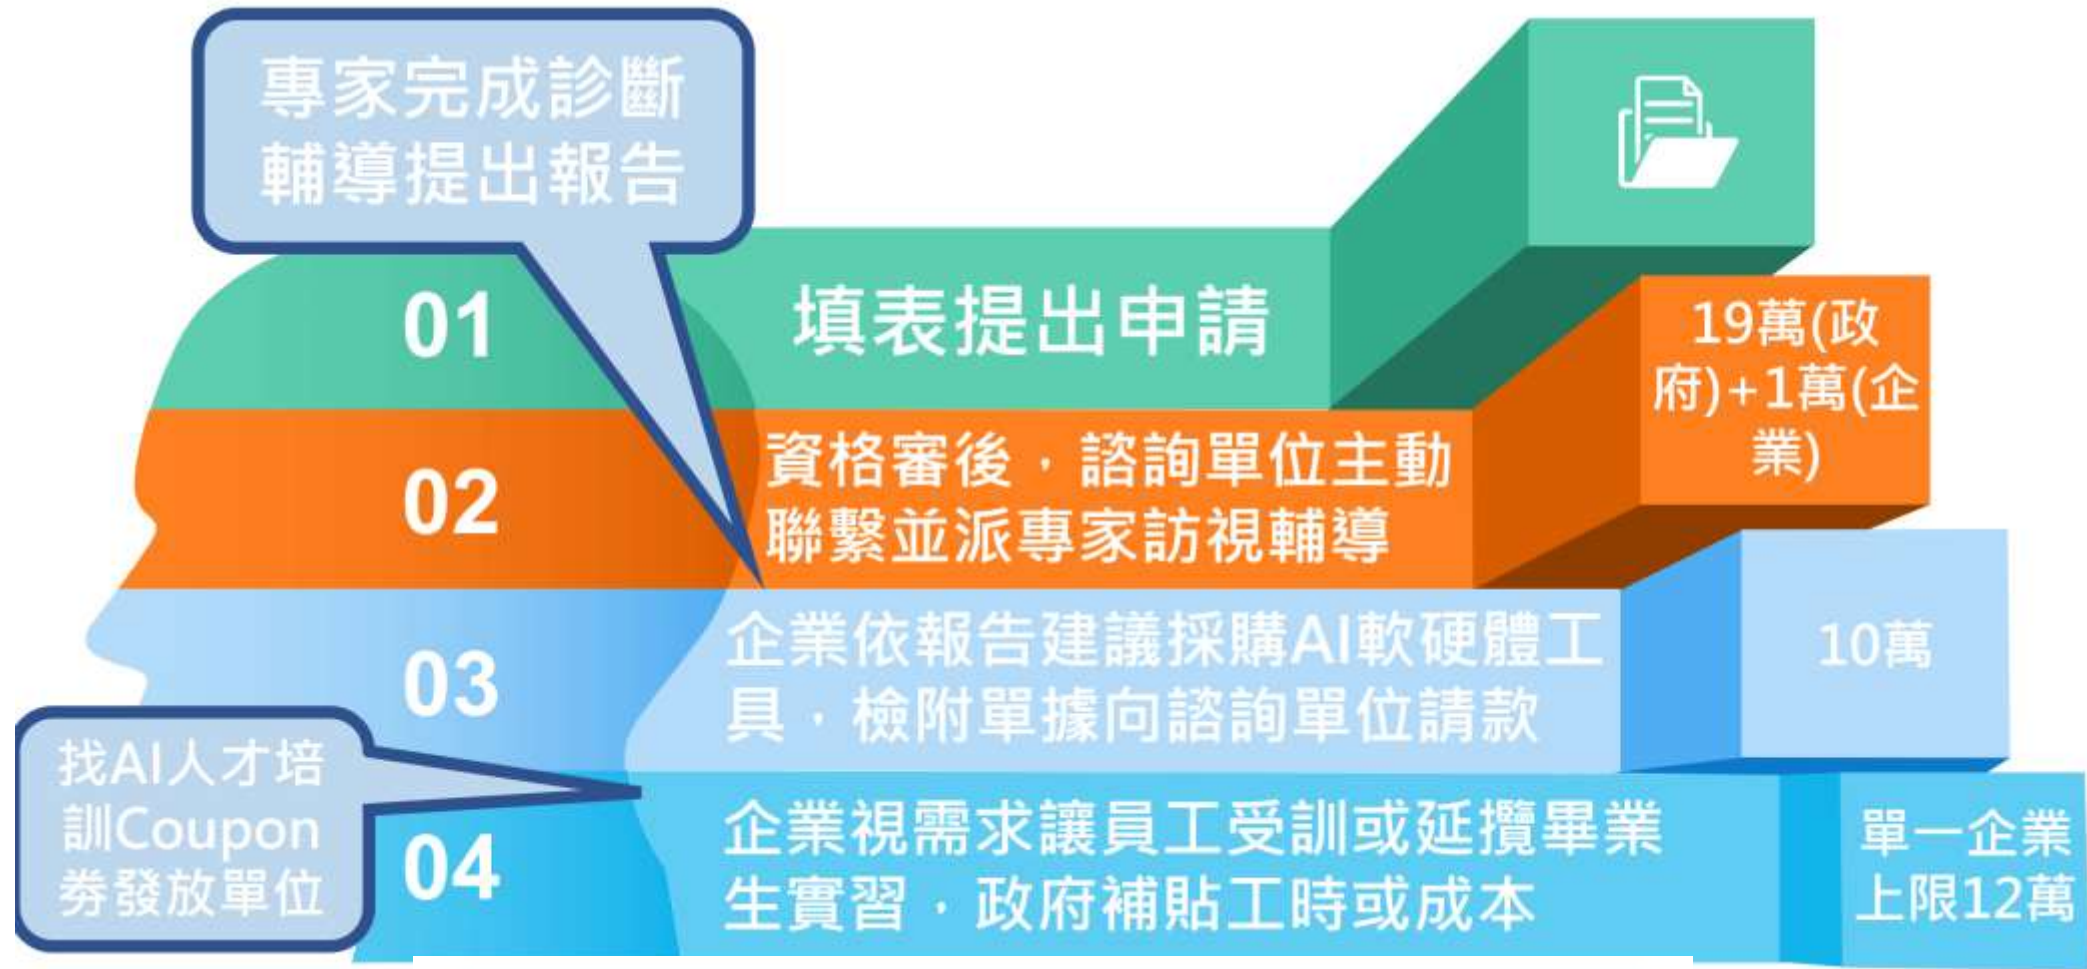 專家完成診斷
輔導提出報告
01
填表提出申請
02
資格審後，諮詢單位主動
聯繫並派專家訪視輔導
19萬(政
府)+1萬(企
業)
03
企業依報告建議採購AI軟硬體工
具，檢附單據向諮詢單位請款
10萬
找AI人才培
訓Coupon
券發放單位
04
企業視需求讓員工受訓或延攬畢業
生實習，政府補貼工時或成本
單一企業
上限12萬